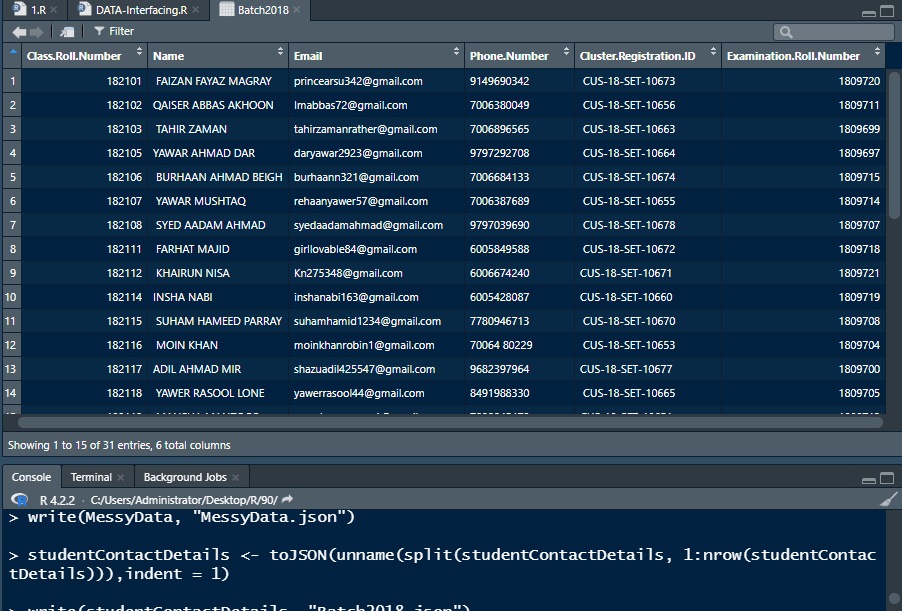 1.R × DATA-Interfacing.R × Batch2018 ×
Filter
Class.Roll.Number Name Email Phone.Number Cluster.Registration.ID Examination.Roll.Number
1 182101 FAIZAN FAYAZ MAGRAY princearsu342@gmail.com 9149690342 CUS-18-SET-10673 1809720
2 182102 QAISER ABBAS AKHOON lmabbas72@gmail.com 7006380049 CUS-18-SET-10656 1809711
3 182103 TAHIR ZAMAN tahirzamanrather@gmail.com 7006896565 CUS-18-SET-10663 1809699
4 182105 YAWAR AHMAD DAR daryawar2923@gmail.com 9797292708 CUS-18-SET-10664 1809697
5 182106 BURHAAN AHMAD BEIGH burhaann321@gmail.com 7006684133 CUS-18-SET-10674 1809715
6 182107 YAWAR MUSHTAQ rehaanyawer57@gmail.com 7006387689 CUS-18-SET-10655 1809714
7 182108 SYED AADAM AHMAD syedaadamahmad@gmail.com 9797039690 CUS-18-SET-10678 1809707
8 182111 FARHAT MAJID girllovable84@gmail.com 6005849588 CUS-18-SET-10672 1809718
9 182112 KHAIRUN NISA Kn275348@gmail.com 6006674240 CUS-18-SET-10671 1809721
10 182114 INSHA NABI inshanabi163@gmail.com 6005428087 CUS-18-SET-10660 1809719
11 182115 SUHAM HAMEED PARRAY suhamhamid1234@gmail.com 7780946713 CUS-18-SET-10670 1809708
12 182116 MOIN KHAN moinkhanrobin1@gmail.com 70064 80229 CUS-18-SET-10653 1809704
13 182117 ADIL AHMAD MIR shazuadil425547@gmail.com 9682397964 CUS-18-SET-10677 1809700
14 182118 YAWER RASOOL LONE yawerrasool44@gmail.com 8491988330 CUS-18-SET-10665 1809705
Showing 1 to 15 of 31 entries, 6 total columns
Console Terminal × Background Jobs ×
R 4.2.2 · C:/Users/Administrator/Desktop/R/90/
> write(MessyData, "MessyData.json")
> studentContactDetails <- toJSON(unname(split(studentContactDetails, 1:nrow(studentContac
tDetails))),indent = 1)
> write(studentContactDetails, "Batch2018.json")